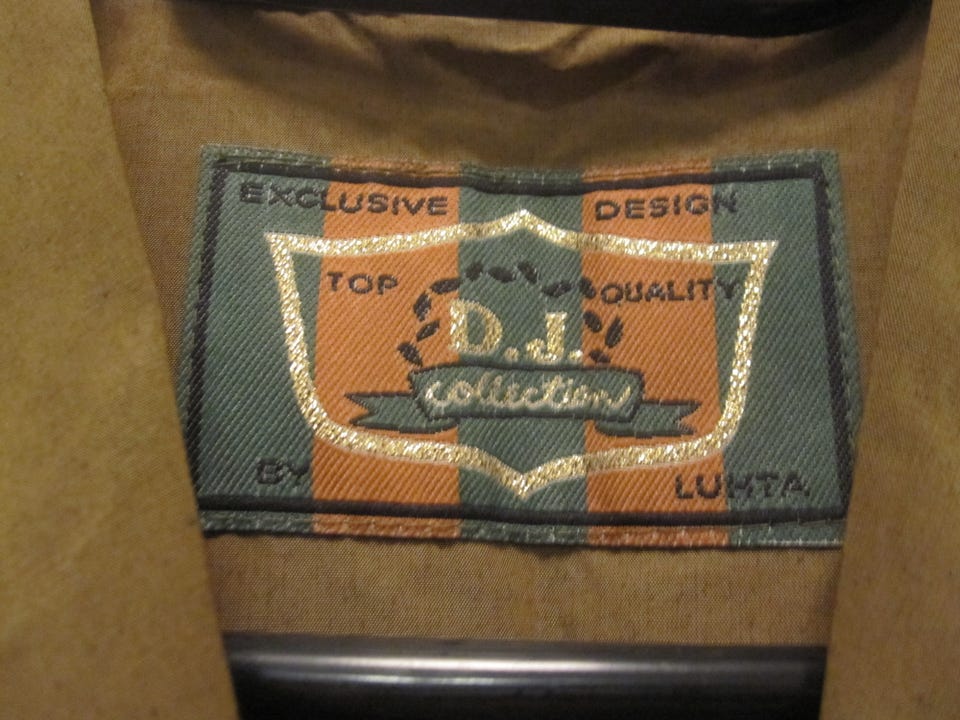 EXCLUSIVE DESIGN
TOP QUALITY
D.J.
collection
BY LUHTA